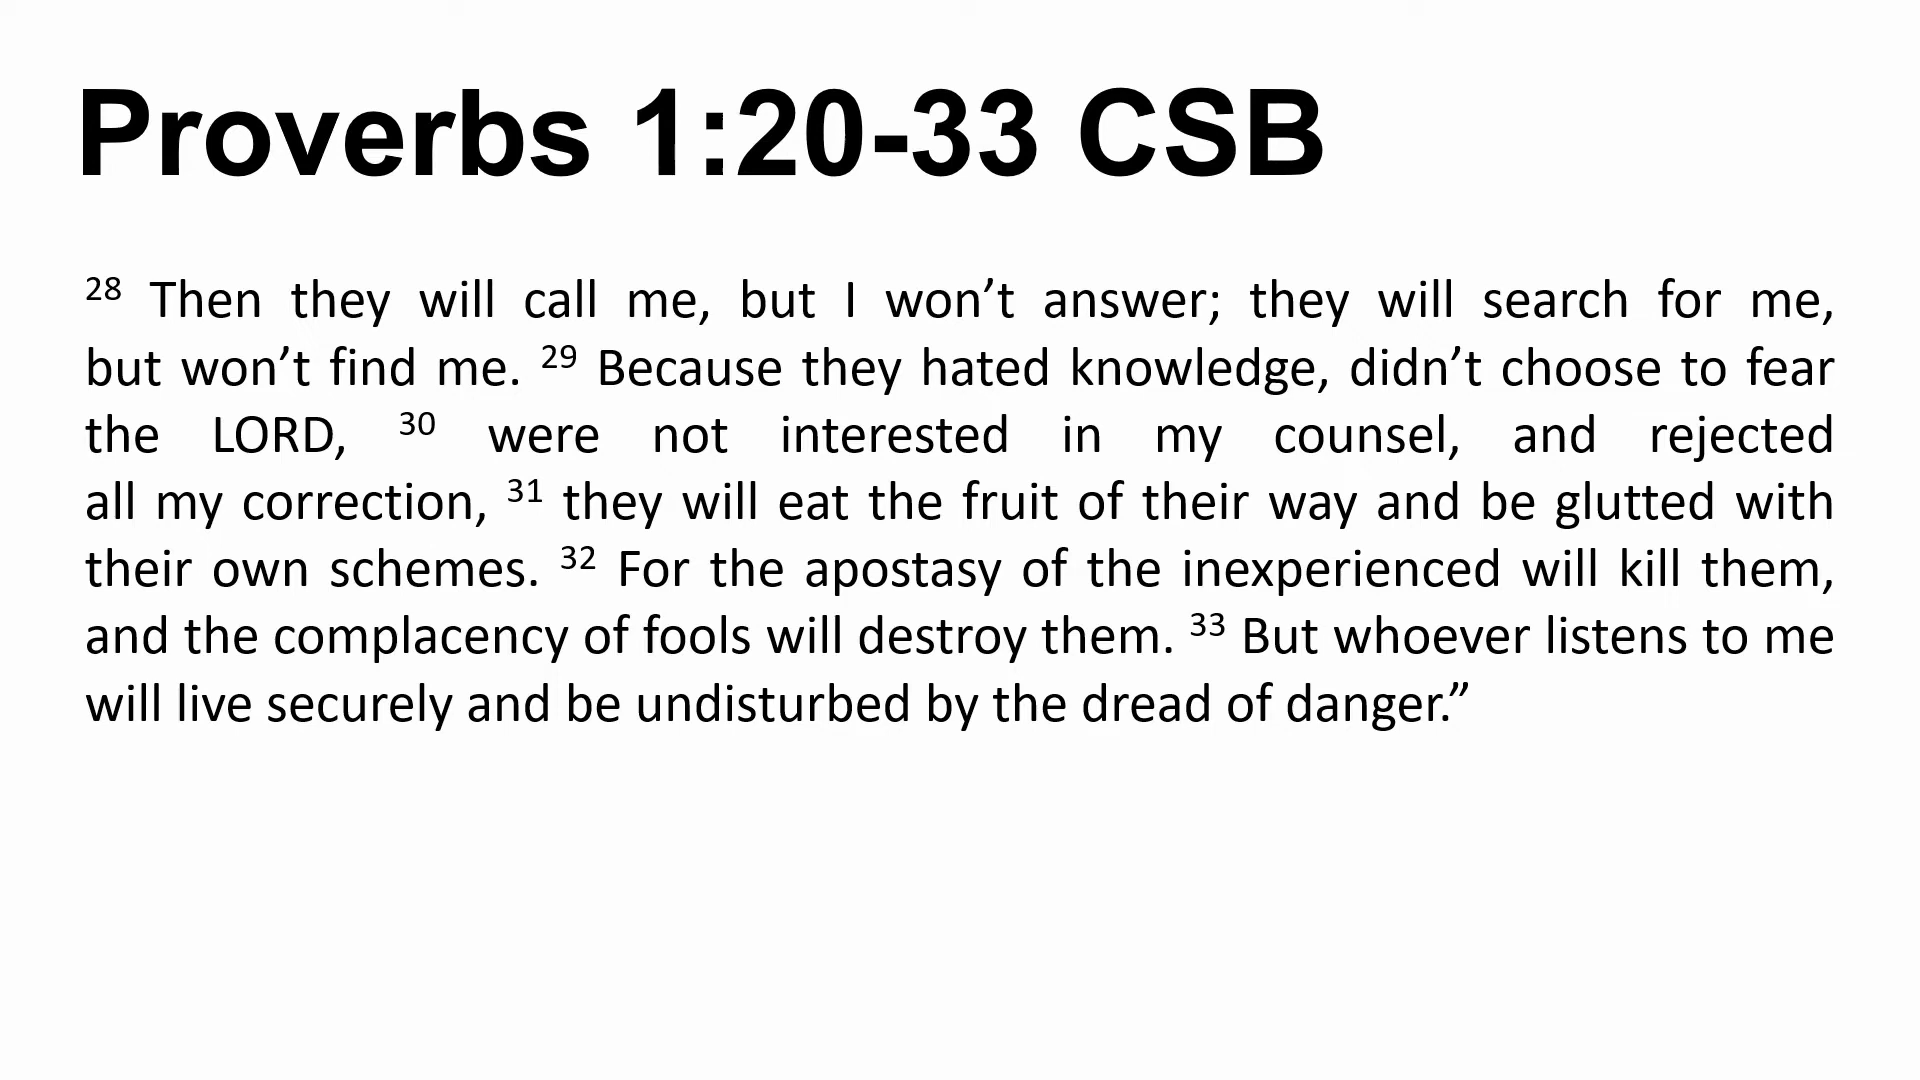 Proverbs 1:20-33 CSB
28 Then they will call me, but I won’t answer; they will search for me,
but won’t find me. 29 Because they hated knowledge, didn’t choose to fear
the LORD, 30 were not interested in my counsel, and rejected
all my correction, 31 they will eat the fruit of their way and be glutted with
their own schemes. 32 For the apostasy of the inexperienced will kill them,
and the complacency of fools will destroy them. 33 But whoever listens to me
will live securely and be undisturbed by the dread of danger.”